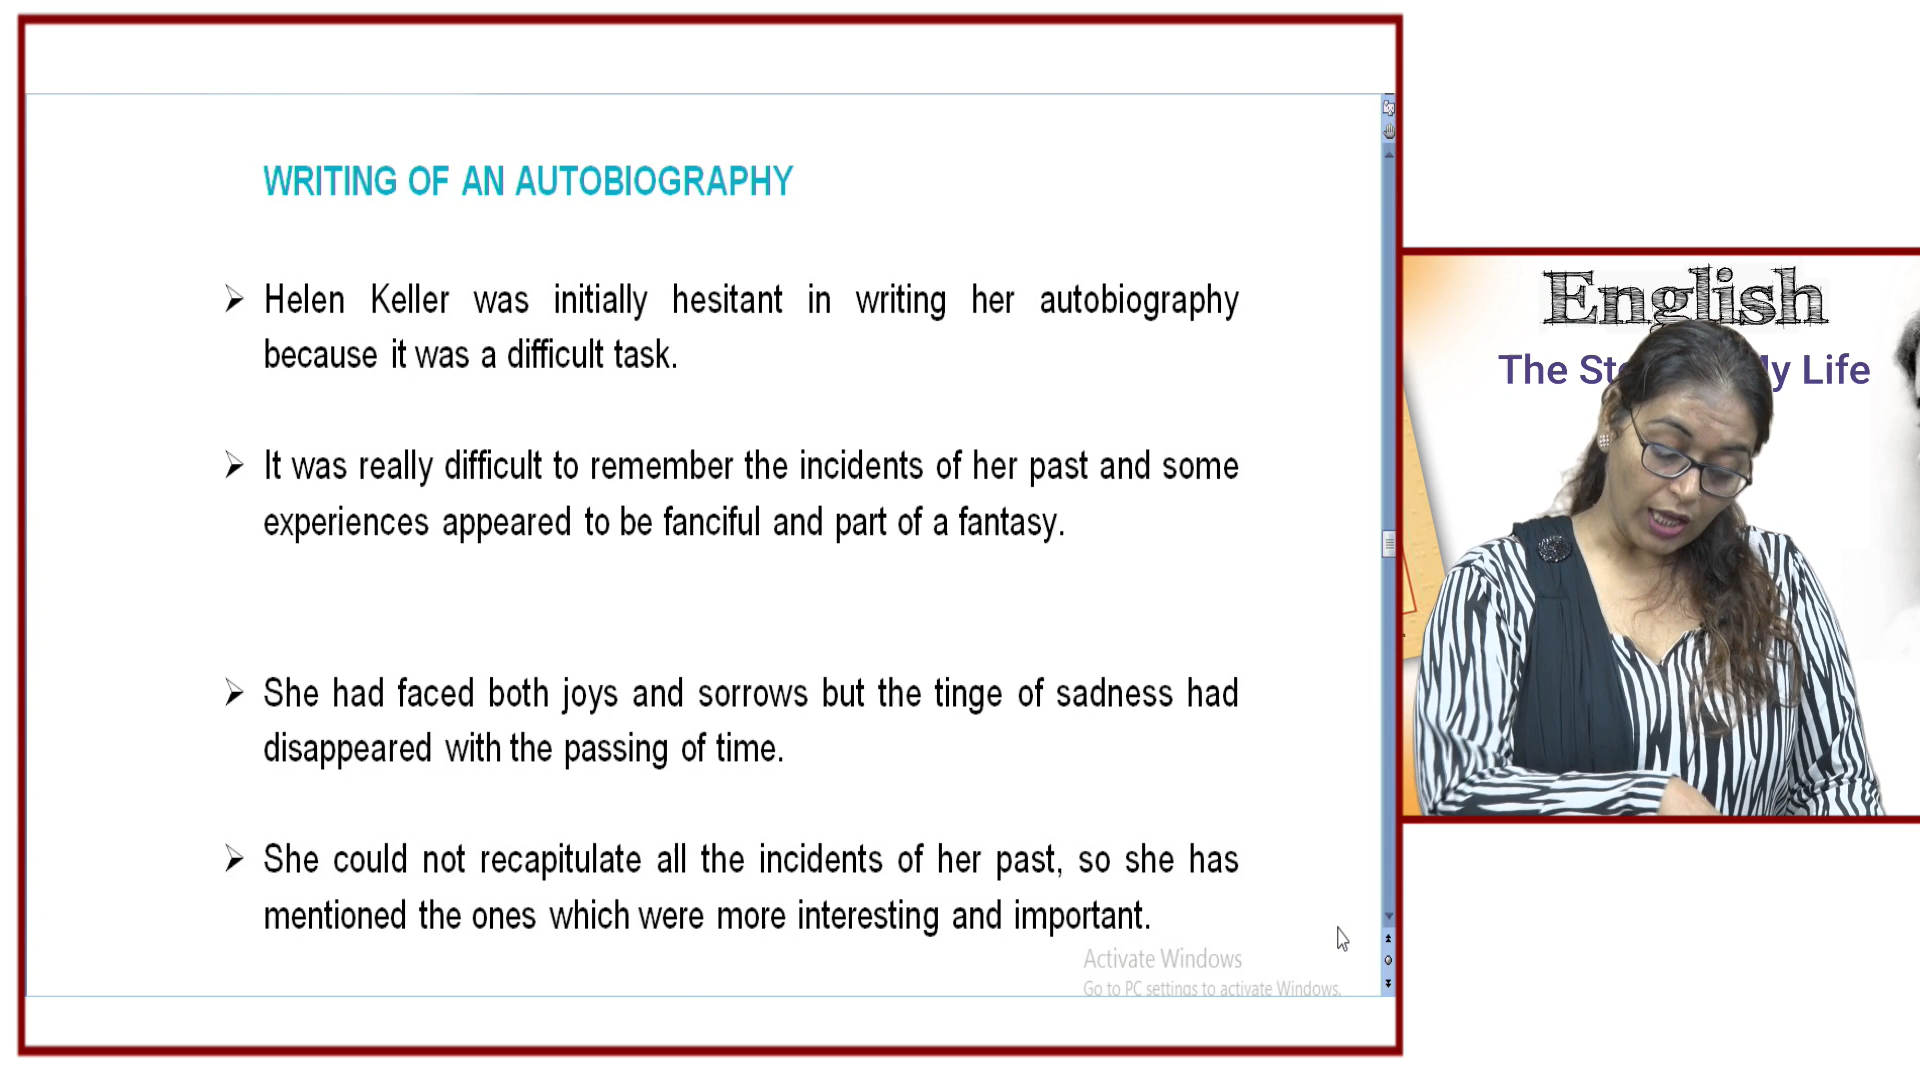 WRITING OF AN AUTOBIOGRAPHY
➢ Helen Keller was initially hesitant in writing her autobiography
because it was a difficult task.
➢ It was really difficult to remember the incidents of her past and some
experiences appeared to be fanciful and part of a fantasy.
➢ She had faced both joys and sorrows but the tinge of sadness had
disappeared with the passing of time.
➢ She could not recapitulate all the incidents of her past, so she has
mentioned the ones which were more interesting and important.
Activate Windows
Go to PC settings to activate Windows.
English
The St y Life